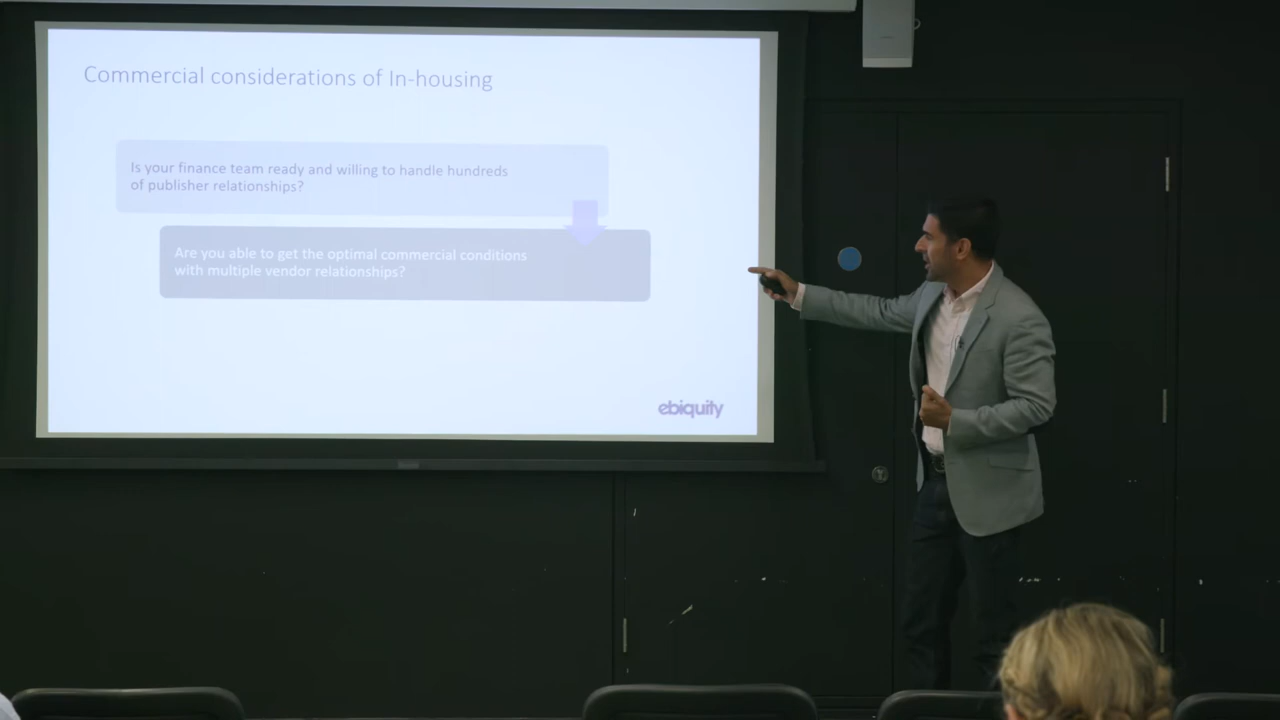 Commercial considerations of In-housing
Is your finance team ready and willing to handle hundreds
of publisher relationships?
Are you able to get the optimal commercial conditions
with multiple vendor relationships?
ebiquity